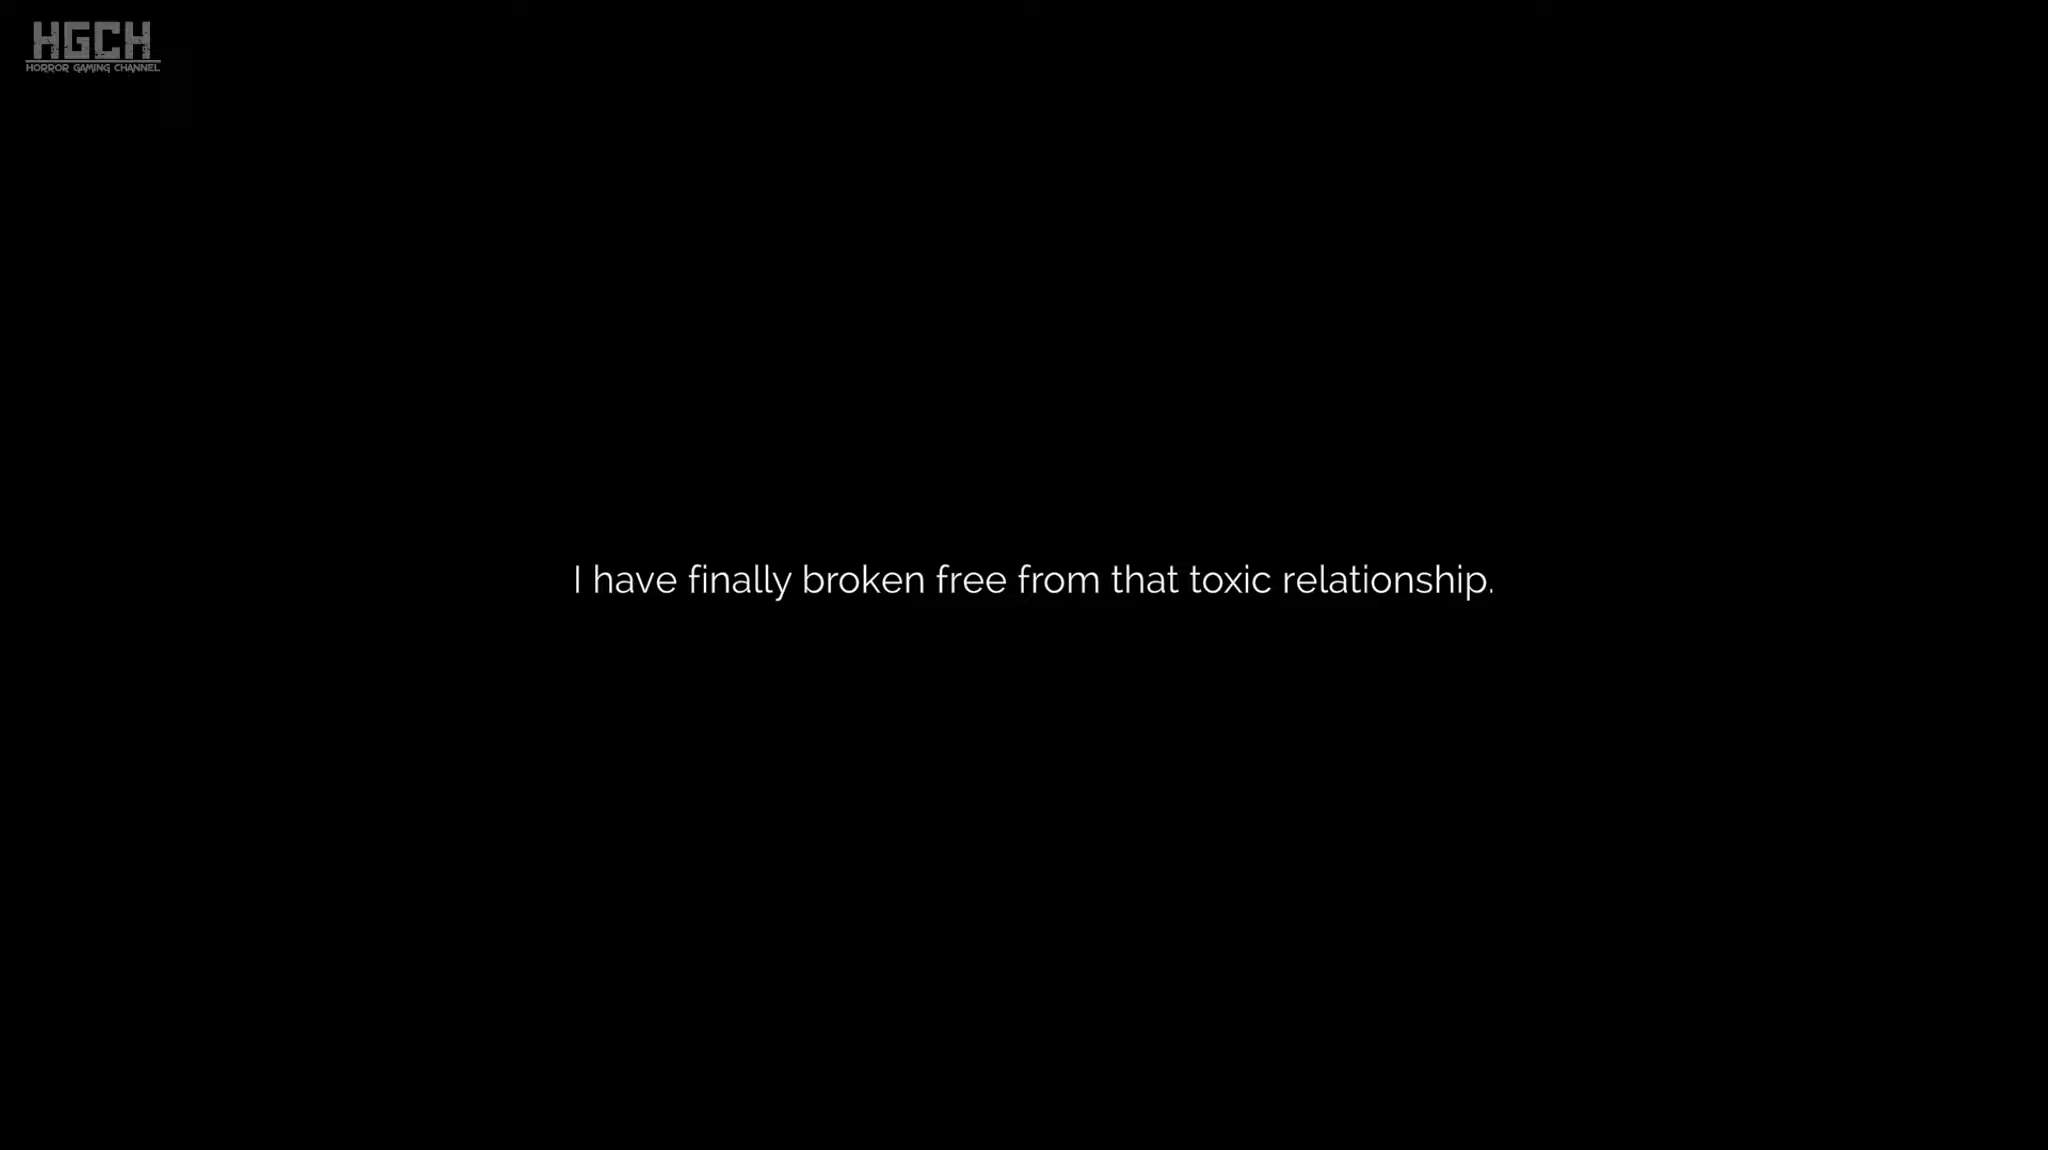 HGCH
HORROR GAMING CHANNEL
I have finally broken free from that toxic relationship.